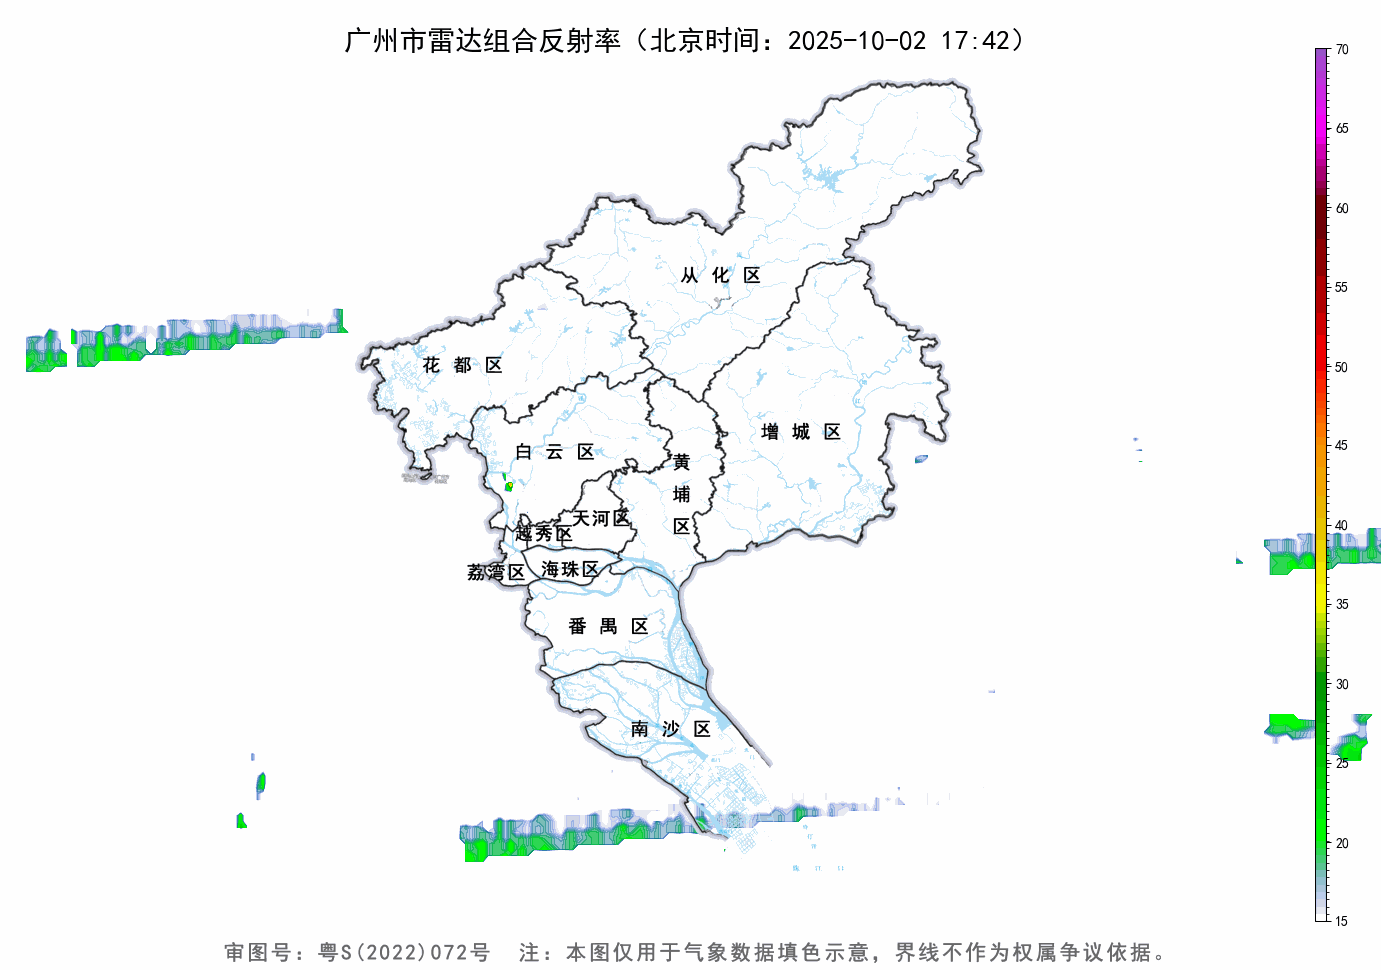 广州市雷达组合反射率（北京时间：2025-10-02 17:42）
70
65
60
55
50
45
40
35
30
25
20
15
从化区
花都区
增城区
白云区
黄埔区
天河区
越秀区
荔湾区
海珠区
番禺区
南沙区
审图号：粤S(2022)072号 注：本图仅用于气象数据填色示意，界线不作为权属争议依据。